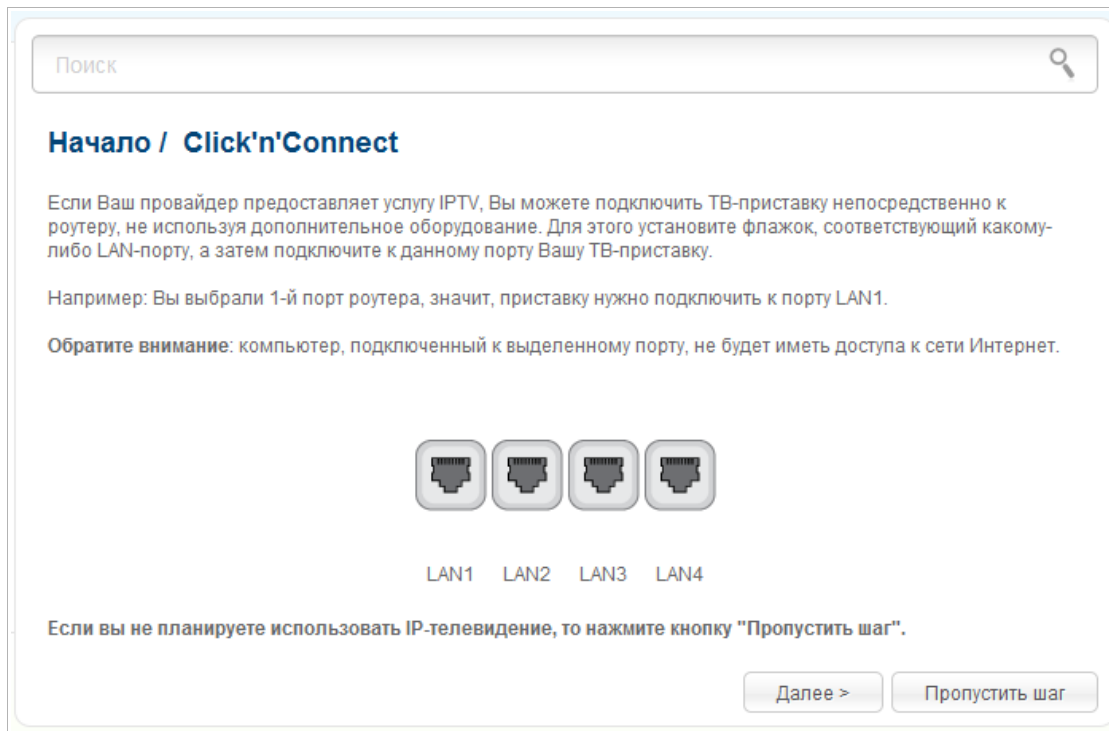 Поиск
Начало /  Click'n'Connect
Если Ваш провайдер предоставляет услугу IPTV, Вы можете подключить ТВ-приставку непосредственно к
роутеру, не используя дополнительное оборудование. Для этого установите флажок, соответствующий какому-
либо LAN-порту, а затем подключите к данному порту Вашу ТВ-приставку.
Например: Вы выбрали 1-й порт роутера, значит, приставку нужно подключить к порту LAN1.
Обратите внимание: компьютер, подключенный к выделенному порту, не будет иметь доступа к сети Интернет.
LAN1 LAN2 LAN3 LAN4
Если вы не планируете использовать IP-телевидение, то нажмите кнопку "Пропустить шаг".
Далее > Пропустить шаг